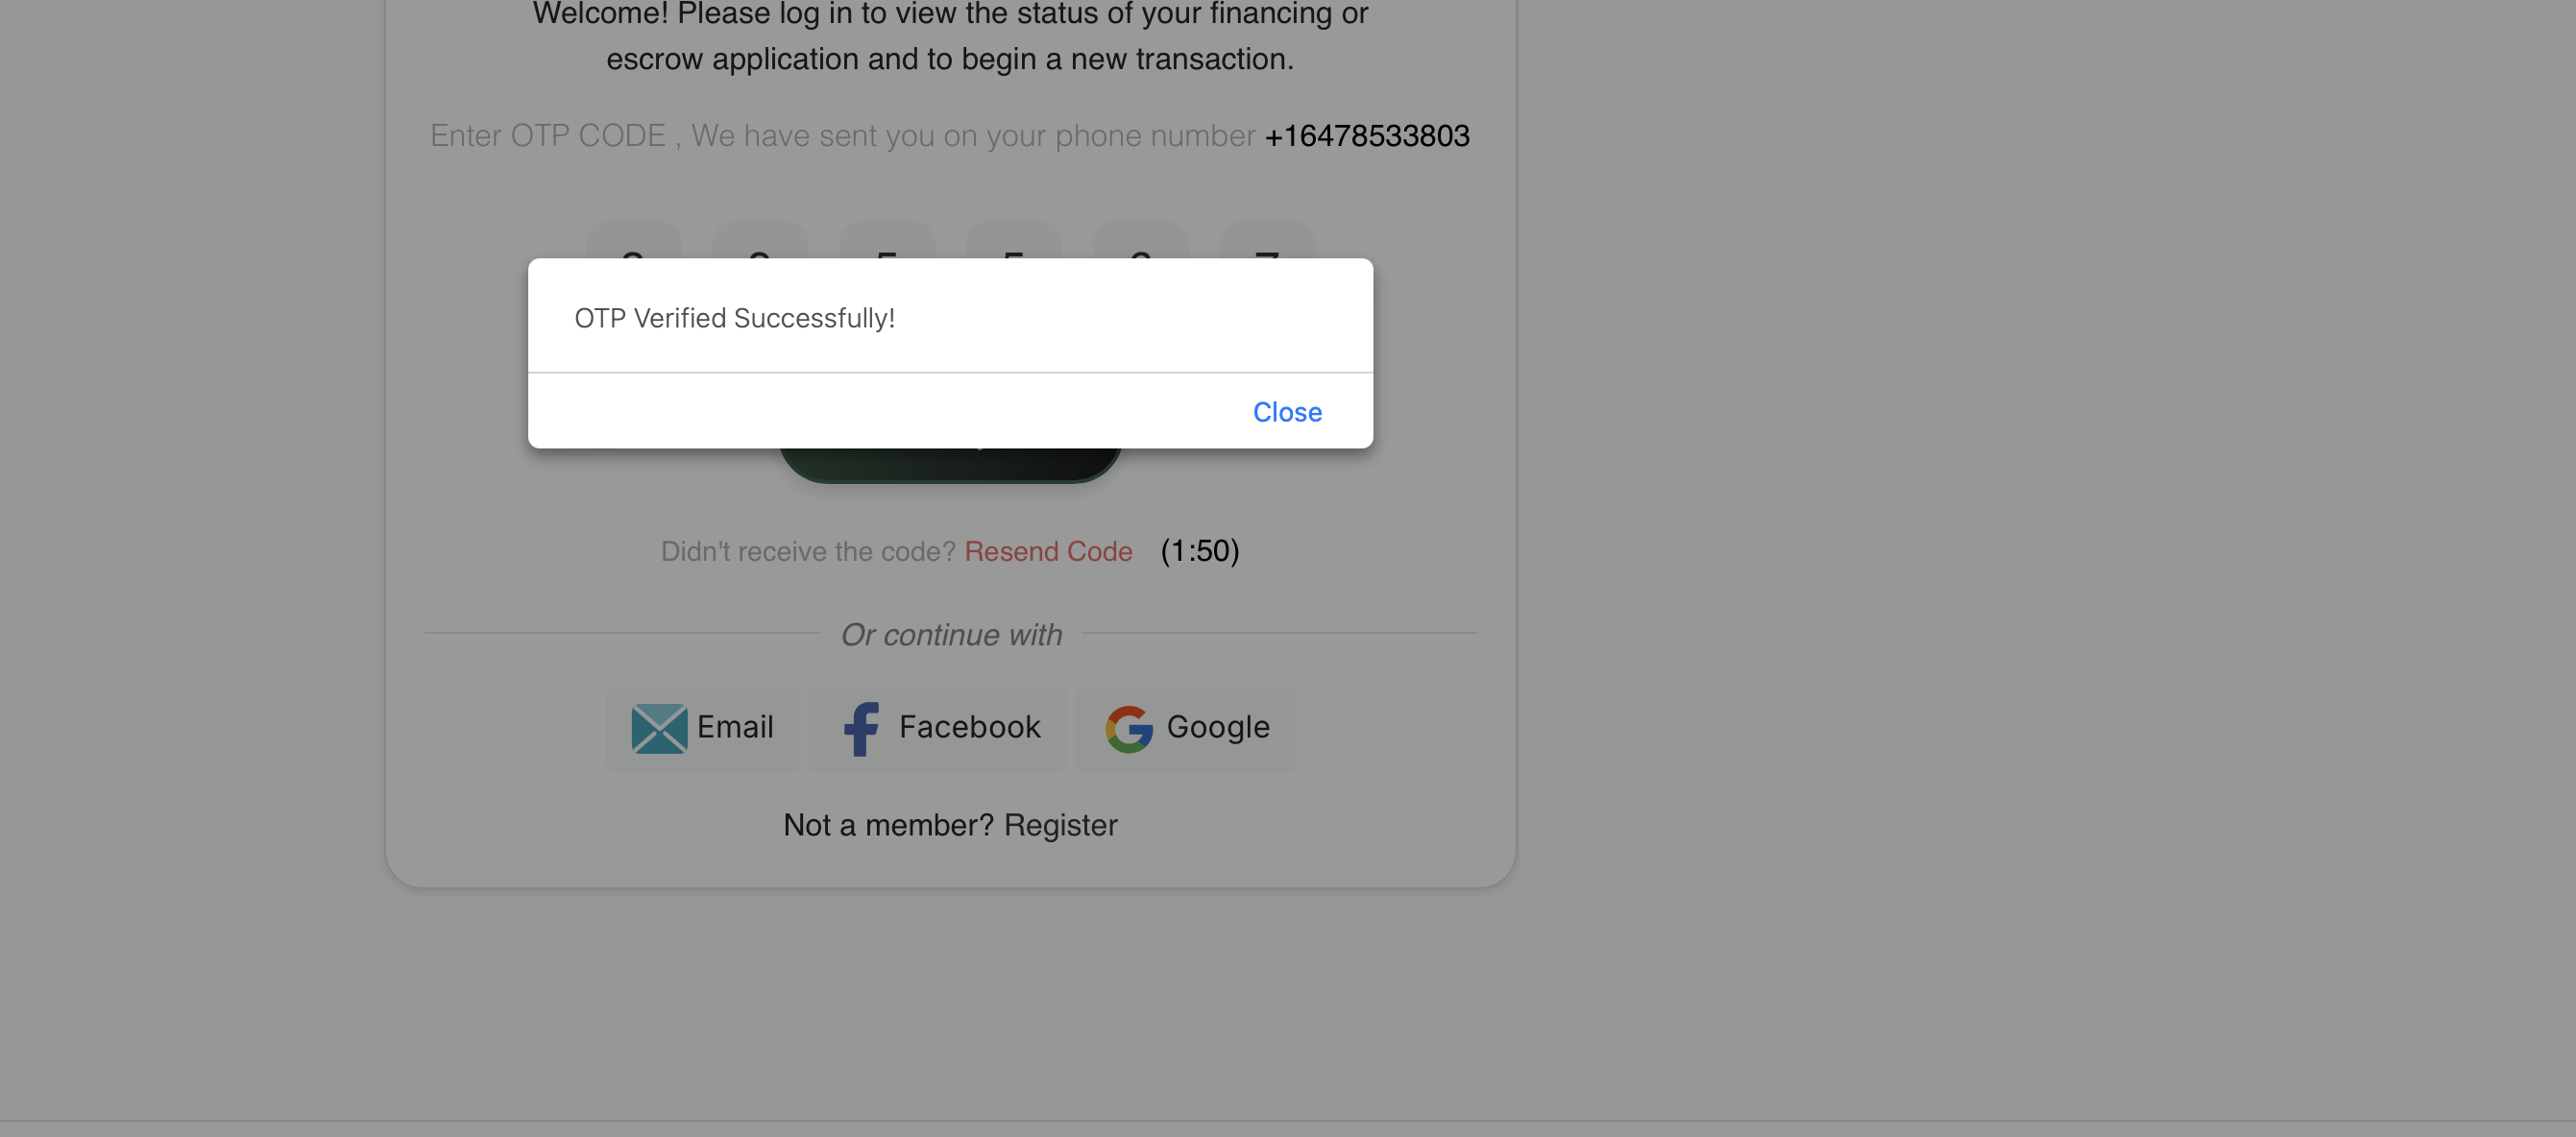 Welcome! Please log in to view the status of your financing or
escrow application and to begin a new transaction.
Enter OTP CODE , We have sent you on your phone number +16478533803
OTP Verified Successfully!
Close
Didn't receive the code? Resend Code (1:50)
Or continue with
Email Facebook Google
Not a member? Register